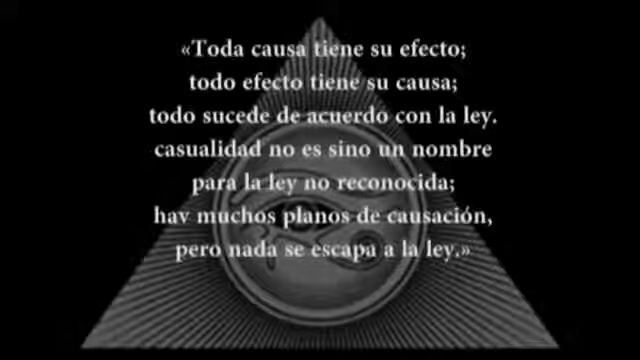 «Toda causa tiene su efecto;
todo efecto tiene su causa;
todo sucede de acuerdo con la ley.
casualidad no es sino un nombre
para la ley no reconocida;
hay muchos planos de causación,
pero nada se escapa a la ley.»